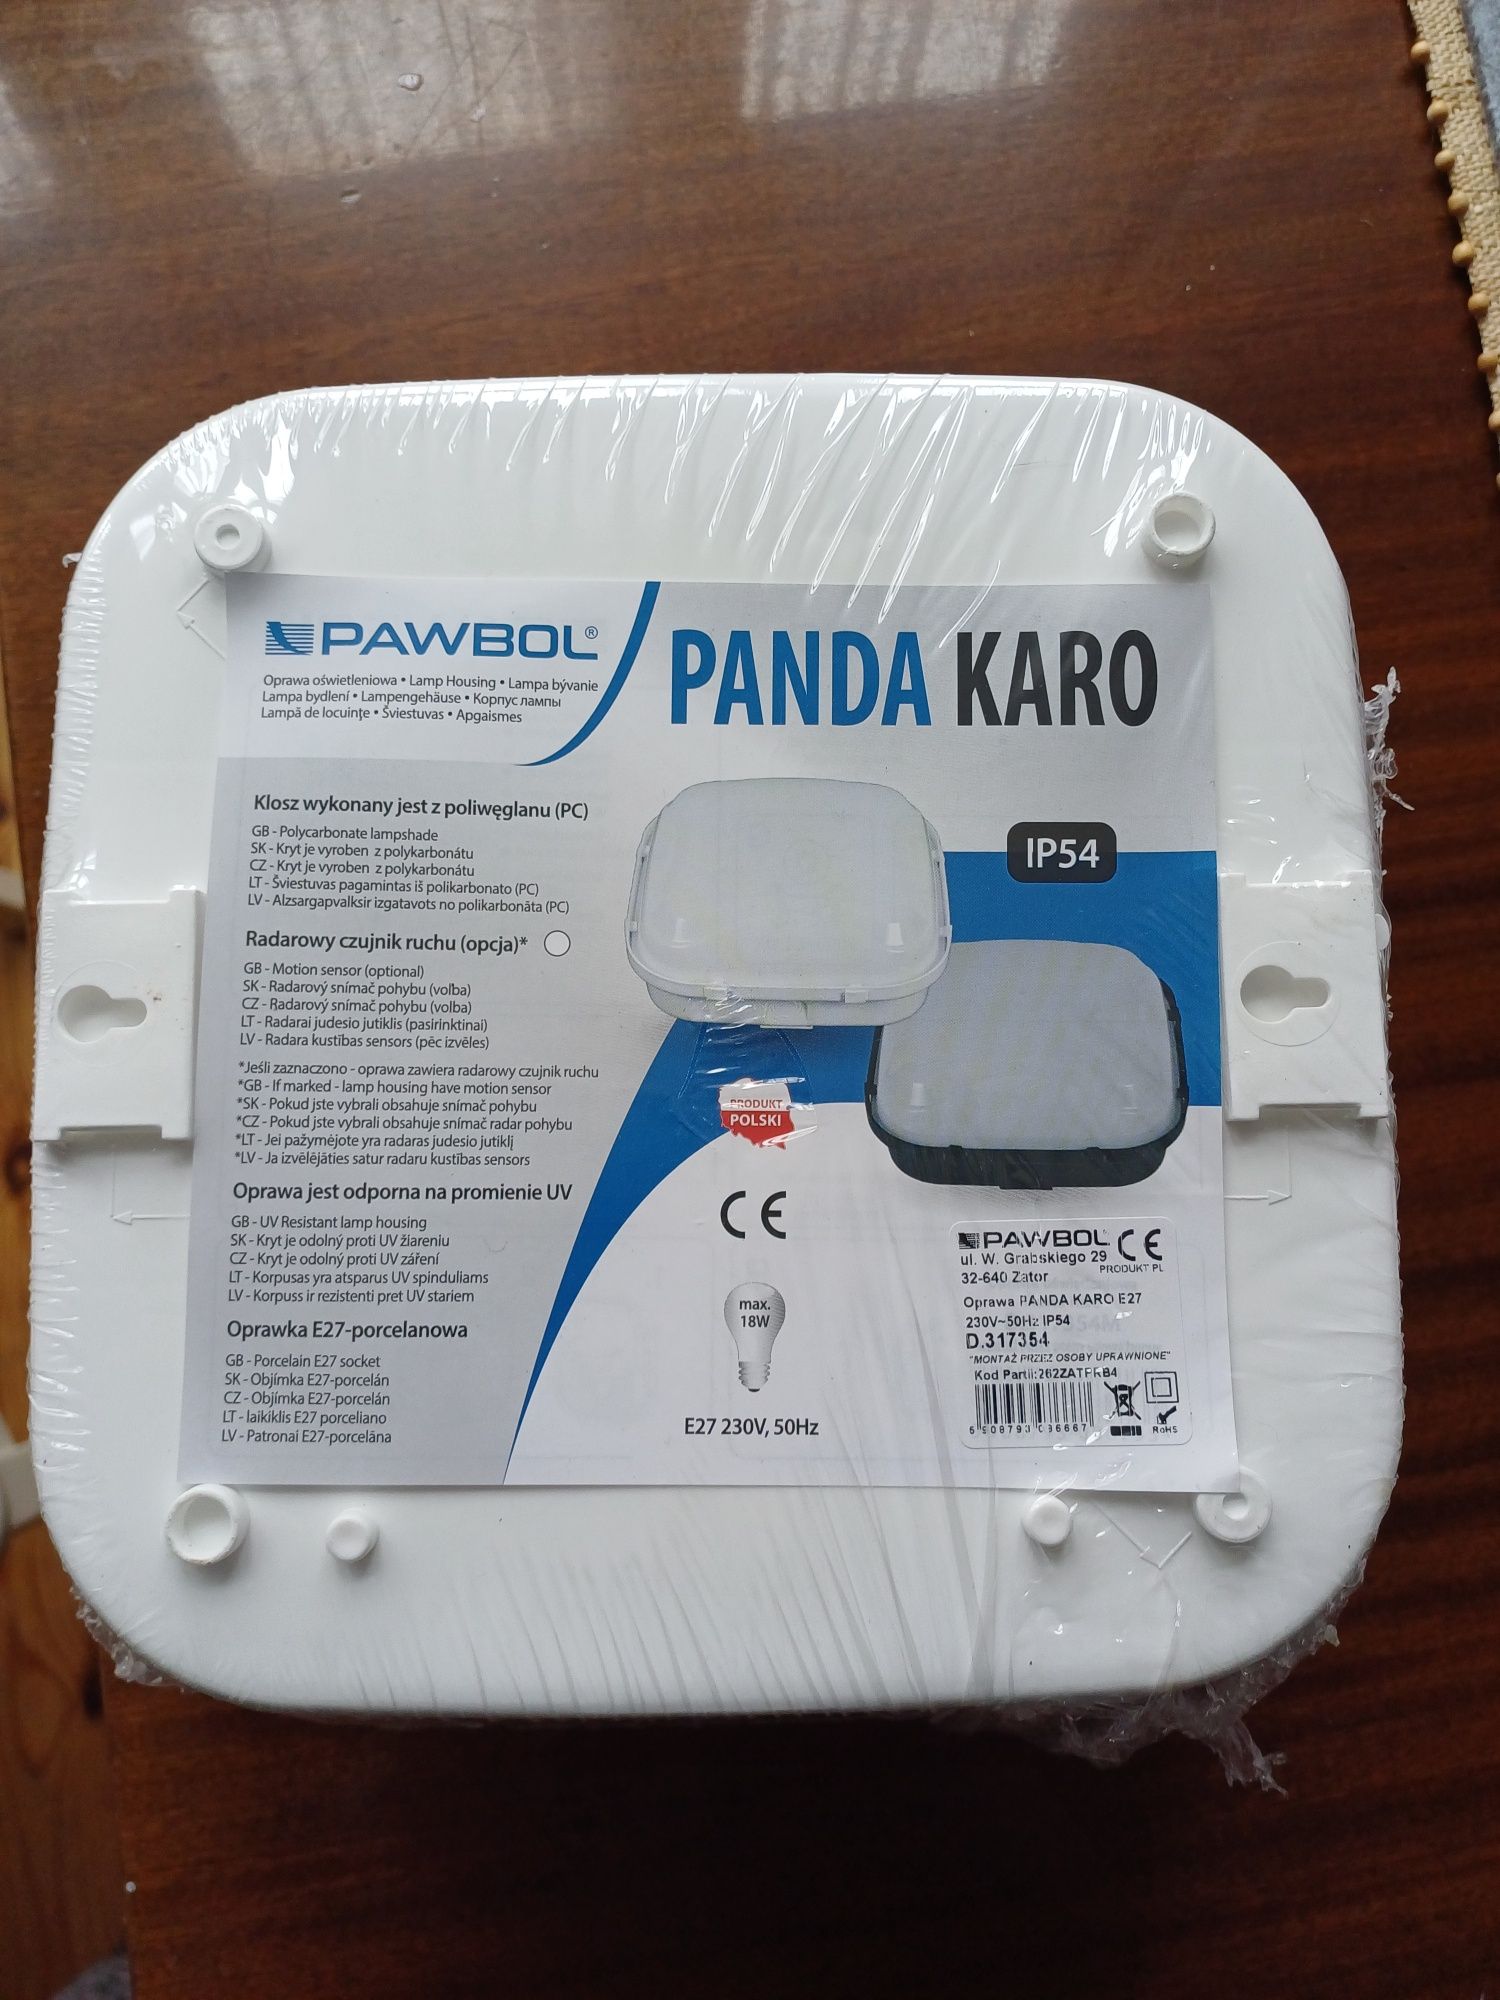 PAWBOL®
Oprawa oświetleniowa • Lamp Housing • Lampa bývanie
Lampa bydlení • Lampengehäuse • Корпус лампы
Lampă de locuințe • Šviestuvas • Apgaismes
PANDA KARO
Klosz wykonany jest z poliwęglanu (PC)
GB - Polycarbonate lampshade
SK - Kryt je vyroben z polykarbonátu
CZ - Kryt je vyroben z polykarbonátu
LT - Šviestuvas pagamintas iš polikarbonato (PC)
LV - Alzsargapvalksir izgatavots no polikarbonāta (PC)
IP54
Radarowy czujnik ruchu (opcja)*
GB - Motion sensor (optional)
SK - Radarový snímač pohybu (voľba)
CZ - Radarový snímač pohybu (volba)
LT - Radarai judesio jutiklis (pasirinktinai)
LV - Radara kustības sensors (pēc izvēles)
*Jeśli zaznaczono - oprawa zawiera radarowy czujnik ruchu
*GB - If marked - lamp housing have motion sensor
*SK - Pokud jste vybrali obsahuje snímač pohybu
*CZ - Pokud jste vybrali obsahuje snímač radar pohybu
*LT - Jei pažymėjote yra radaras judesio jutiklį
*LV - Ja izvēlējāties satur radaru kustības sensors
PRODUKT
POLSKI
Oprawa jest odporna na promienie UV
GB - UV Resistant lamp housing
SK - Kryt je odolný proti UV žiareniu
CZ - Kryt je odolný proti UV záření
LT - Korpusas yra atsparus UV spinduliams
LV - Korpuss ir rezistenti pret UV stariem
Oprawka E27-porcelanowa
GB - Porcelain E27 socket
SK - Objímka E27-porcelán
CZ - Objímka E27-porcelán
LT - laikiklis E27 porceliano
LV - Patronai E27-porcelāna
CE
max.
18W
E27 230V, 50Hz
PAWBOL CE
ul. W. Grabskiego 29
PRODUKT PL
32-640 Zator
Oprawa PANDA KARO E27
230V~50Hz IP54
D.317354
"MONTAŻ PRZEZ OSOBY UPRAWNIONE"
Kod Partii:262ZATPRB4
RoHS